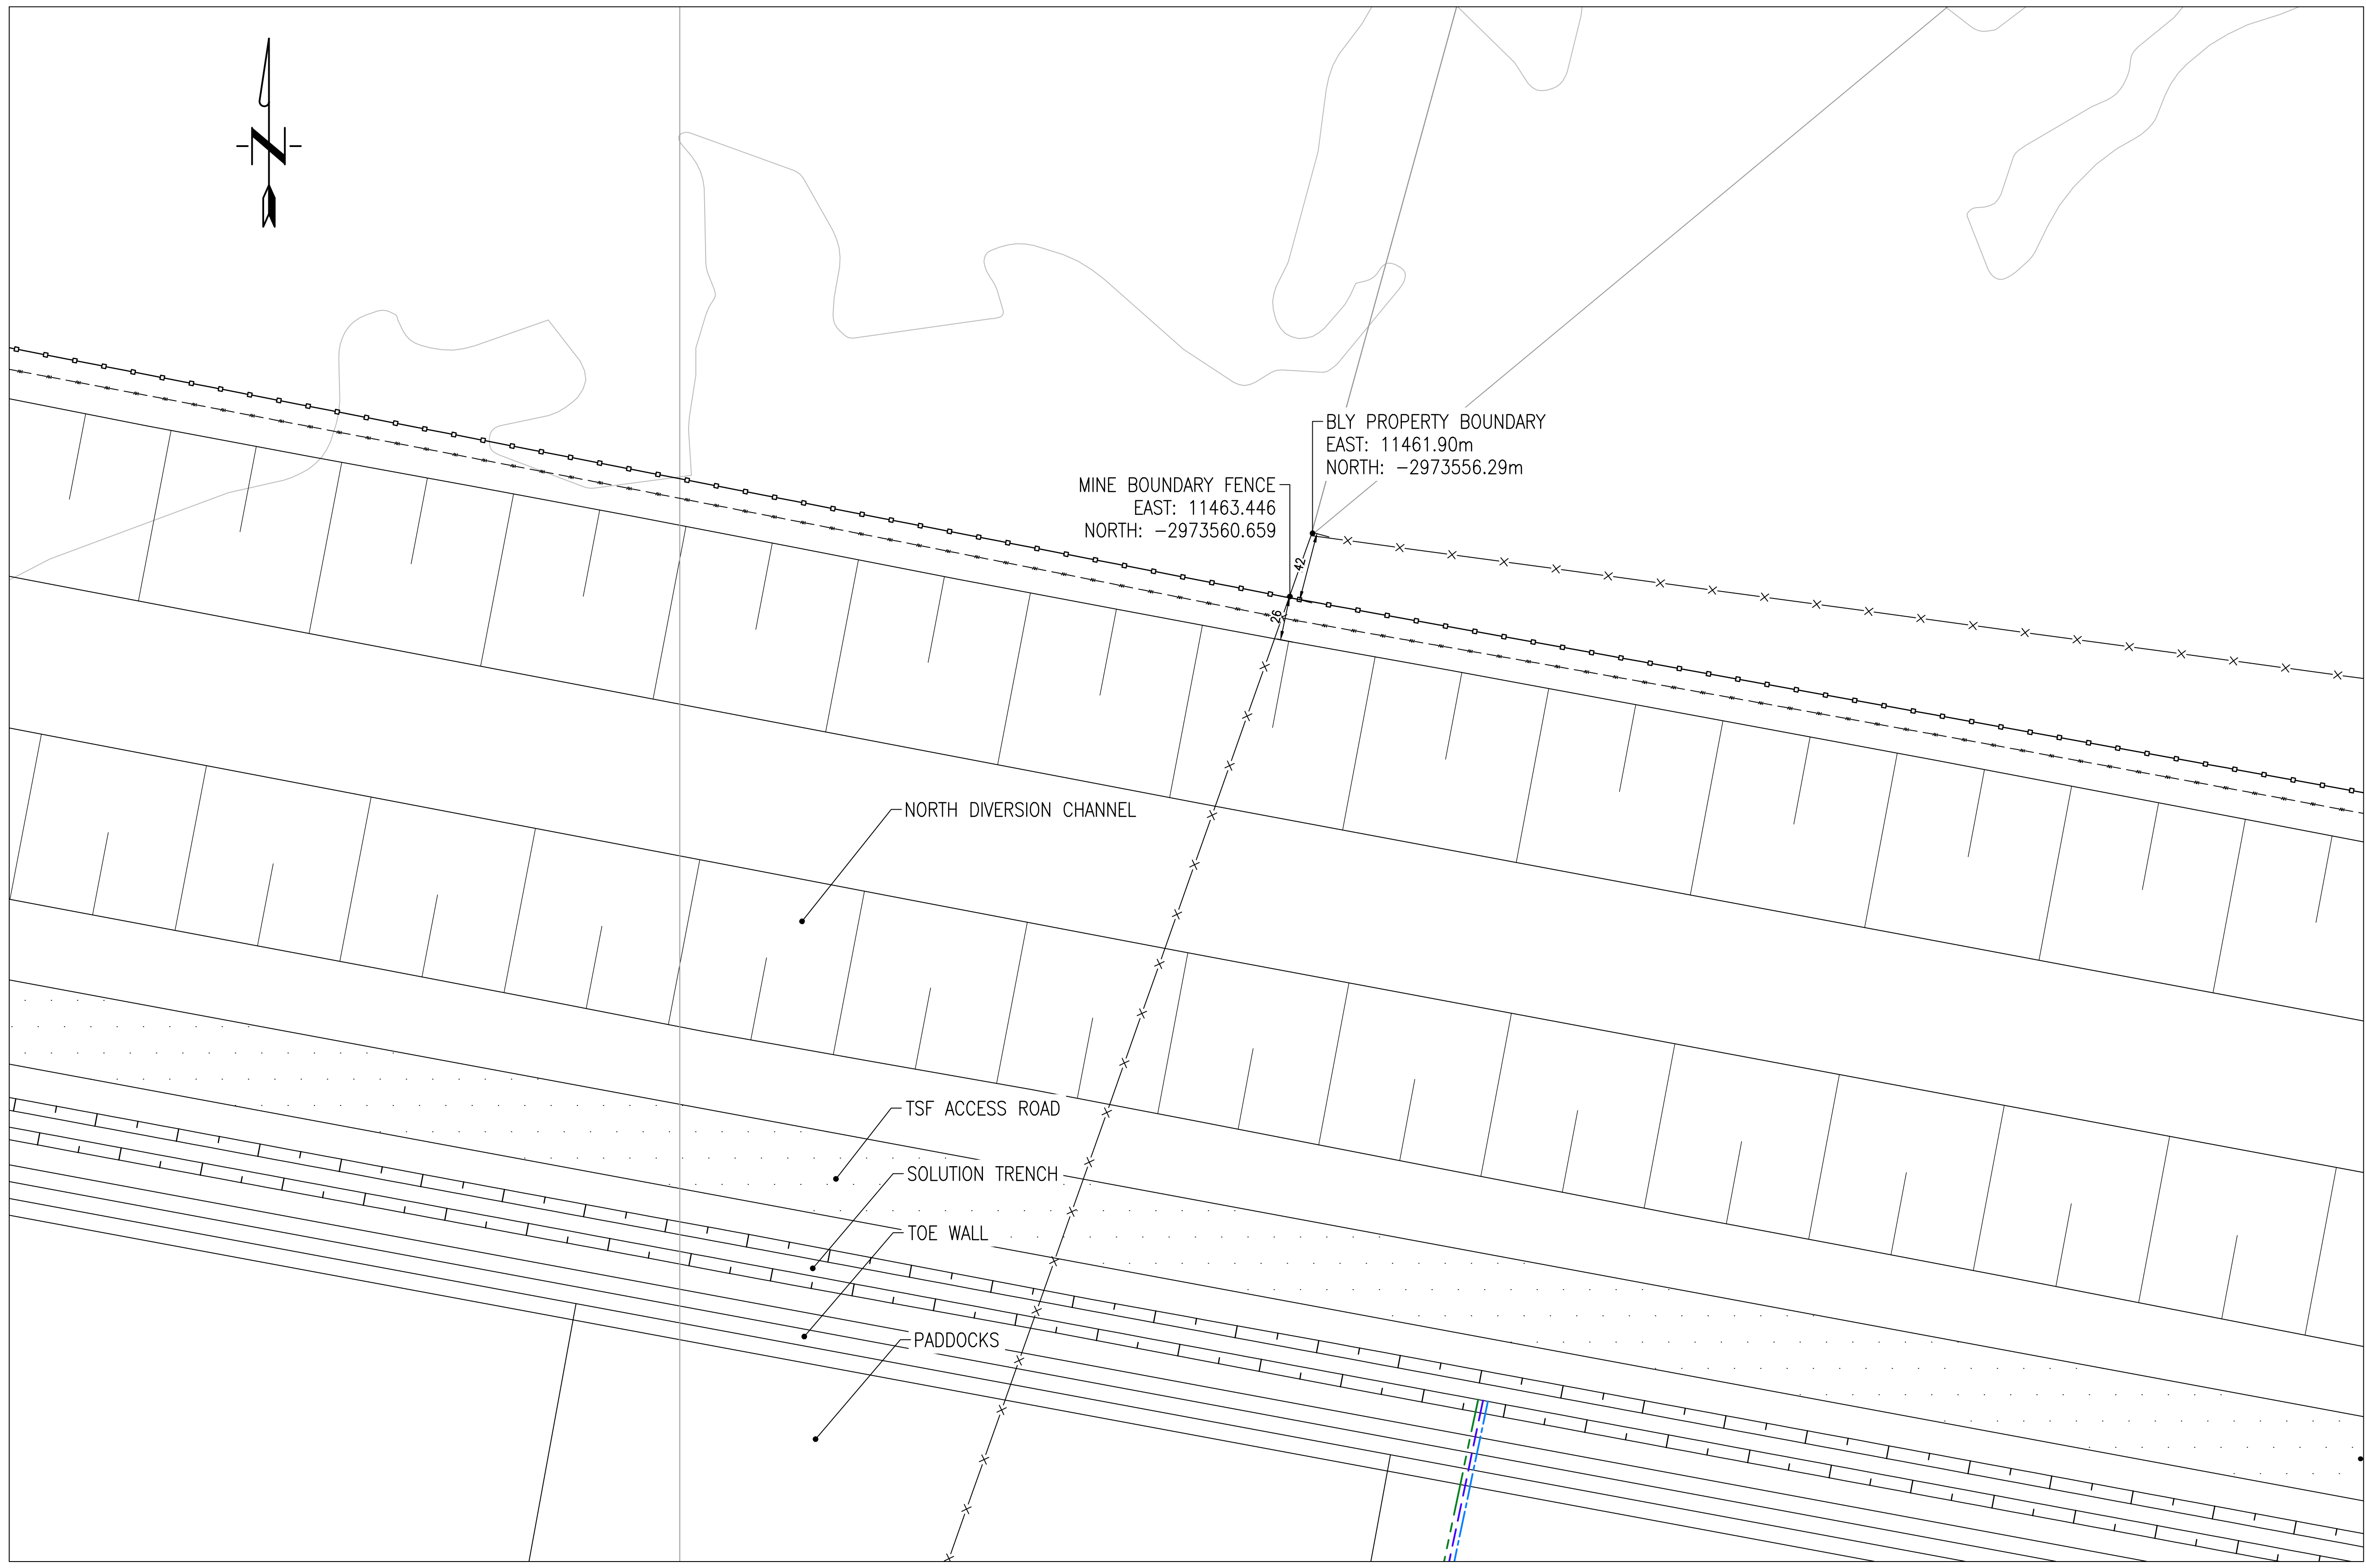 N
BLY PROPERTY BOUNDARY
EAST: 11461.90m
NORTH: -2973556.29m
MINE BOUNDARY FENCE
EAST: 11463.446
NORTH: -2973560.659
42
26
NORTH DIVERSION CHANNEL
TSF ACCESS ROAD
SOLUTION TRENCH
TOE WALL
PADDOCKS